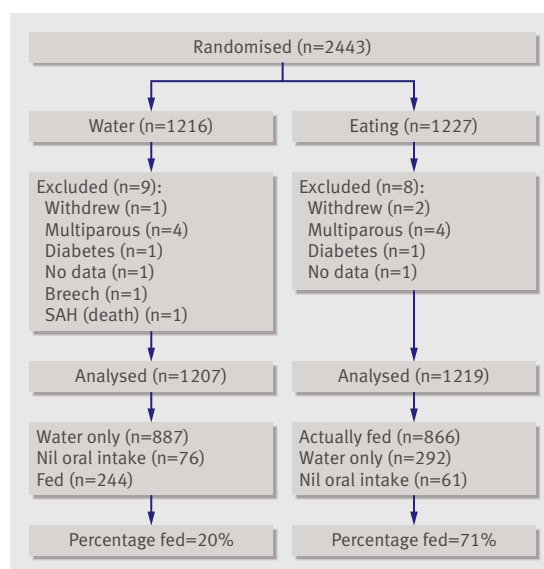 Randomised (n=2443)
Water (n=1216)
Eating (n=1227)
Excluded (n=9):
Withdrew (n=1)
Multiparous (n=4)
Diabetes (n=1)
No data (n=1)
Breech (n=1)
SAH (death) (n=1)
Excluded (n=8):
Withdrew (n=2)
Multiparous (n=4)
Diabetes (n=1)
No data (n=1)
Analysed (n=1207)
Analysed (n=1219)
Water only (n=887)
Nil oral intake (n=76)
Fed (n=244)
Actually fed (n=866)
Water only (n=292)
Nil oral intake (n=61)
Percentage fed=20%
Percentage fed=71%